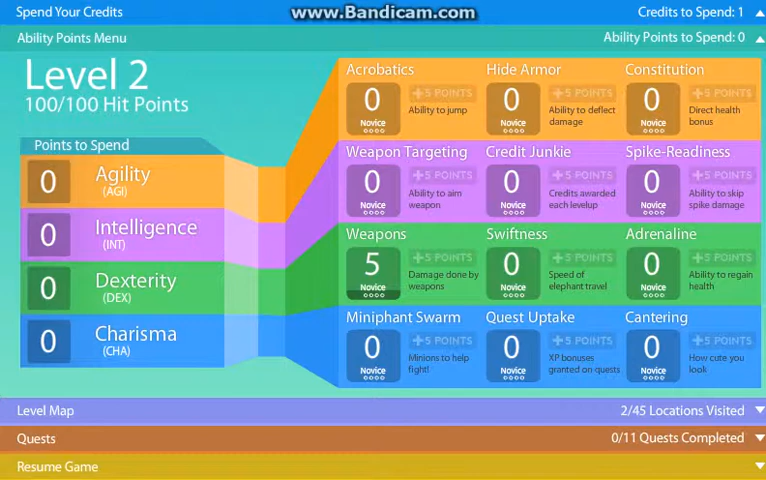 Spend Your Credits
www.Bandicam.com
Credits to Spend: 1
Ability Points Menu
Ability Points to Spend: 0
Level 2
100/100 Hit Points
Points to Spend
0 Agility
(AGI)
0 Intelligence
(INT)
0 Dexterity
(DEX)
0 Charisma
(CHA)
Acrobatics
0
Novice
+5 POINTS
Ability to jump
Hide Armor
0
Novice
+5 POINTS
Ability to deflect
damage
Constitution
0
Novice
+5 POINTS
Direct health
bonus
Weapon Targeting
0
Novice
+5 POINTS
Ability to aim
weapon
Credit Junkie
0
Novice
+5 POINTS
Credits awarded
each levelup
Spike-Readiness
0
Novice
+5 POINTS
Ability to skip
spike damage
Weapons
5
Novice
+5 POINTS
Damage done by
weapons
Swiftness
0
Novice
+5 POINTS
Speed of
elephant travel
Adrenaline
0
Novice
+5 POINTS
Ability to regain
health
Miniphant Swarm
0
Novice
+5 POINTS
Minions to help
fight!
Quest Uptake
0
Novice
+5 POINTS
XP bonuses
granted on quests
Cantering
0
Novice
+5 POINTS
How cute you
look
Level Map
2/45 Locations Visited
Quests
0/11 Quests Completed
Resume Game